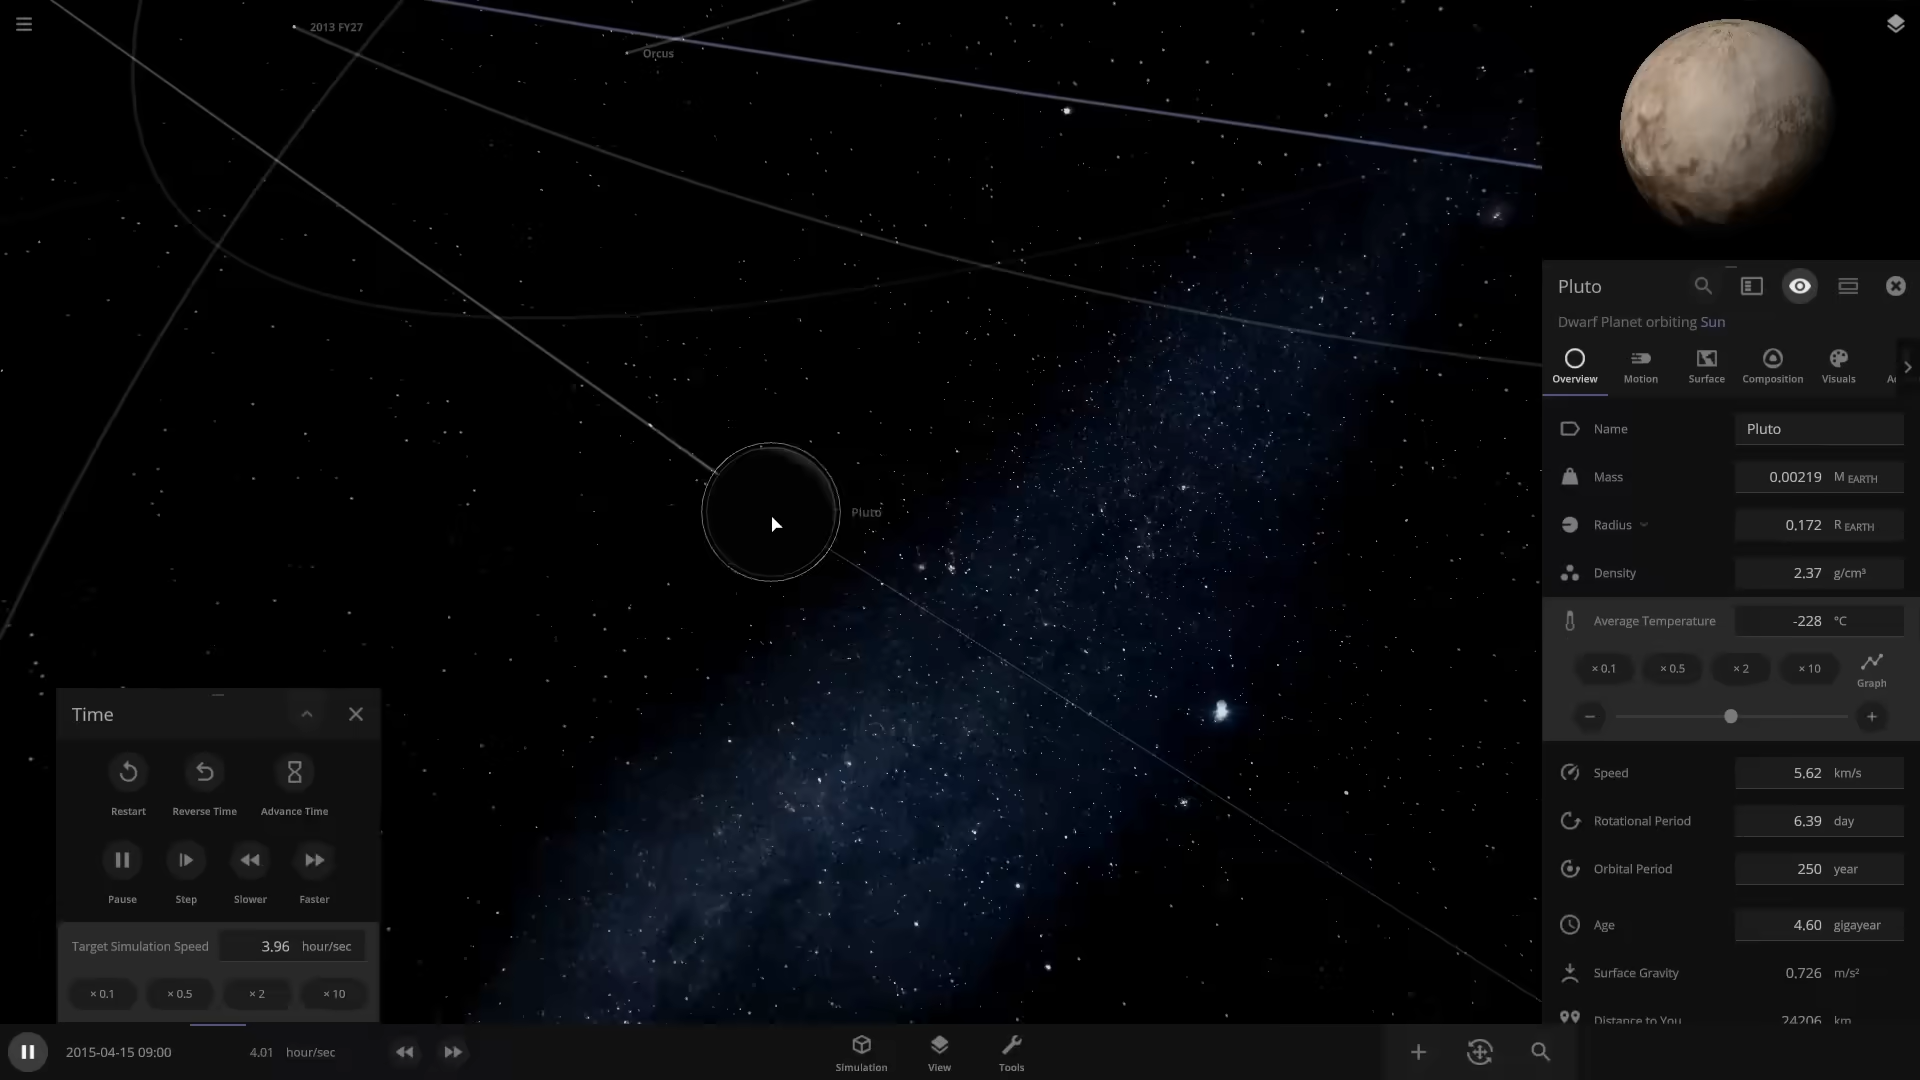 2013 FY27
Orcus
Pluto
Pluto
Dwarf Planet orbiting Sun
Overview
Motion
Surface
Composition
Visuals
Name
Pluto
Mass
0.00219 M EARTH
Radius
0.172 R EARTH
Density
2.37 g/cm³
Average Temperature
-228 °C
× 0.1
× 0.5
× 2
× 10
Graph
Speed
5.62 km/s
Rotational Period
6.39 day
Orbital Period
250 year
Age
4.60 gigayear
Surface Gravity
0.726 m/s²
Distance to You
24206 km
Time
Restart
Reverse Time
Advance Time
Pause
Step
Slower
Faster
Target Simulation Speed
3.96 hour/sec
× 0.1
× 0.5
× 2
× 10
2015-04-15 09:00
4.01 hour/sec
Simulation
View
Tools